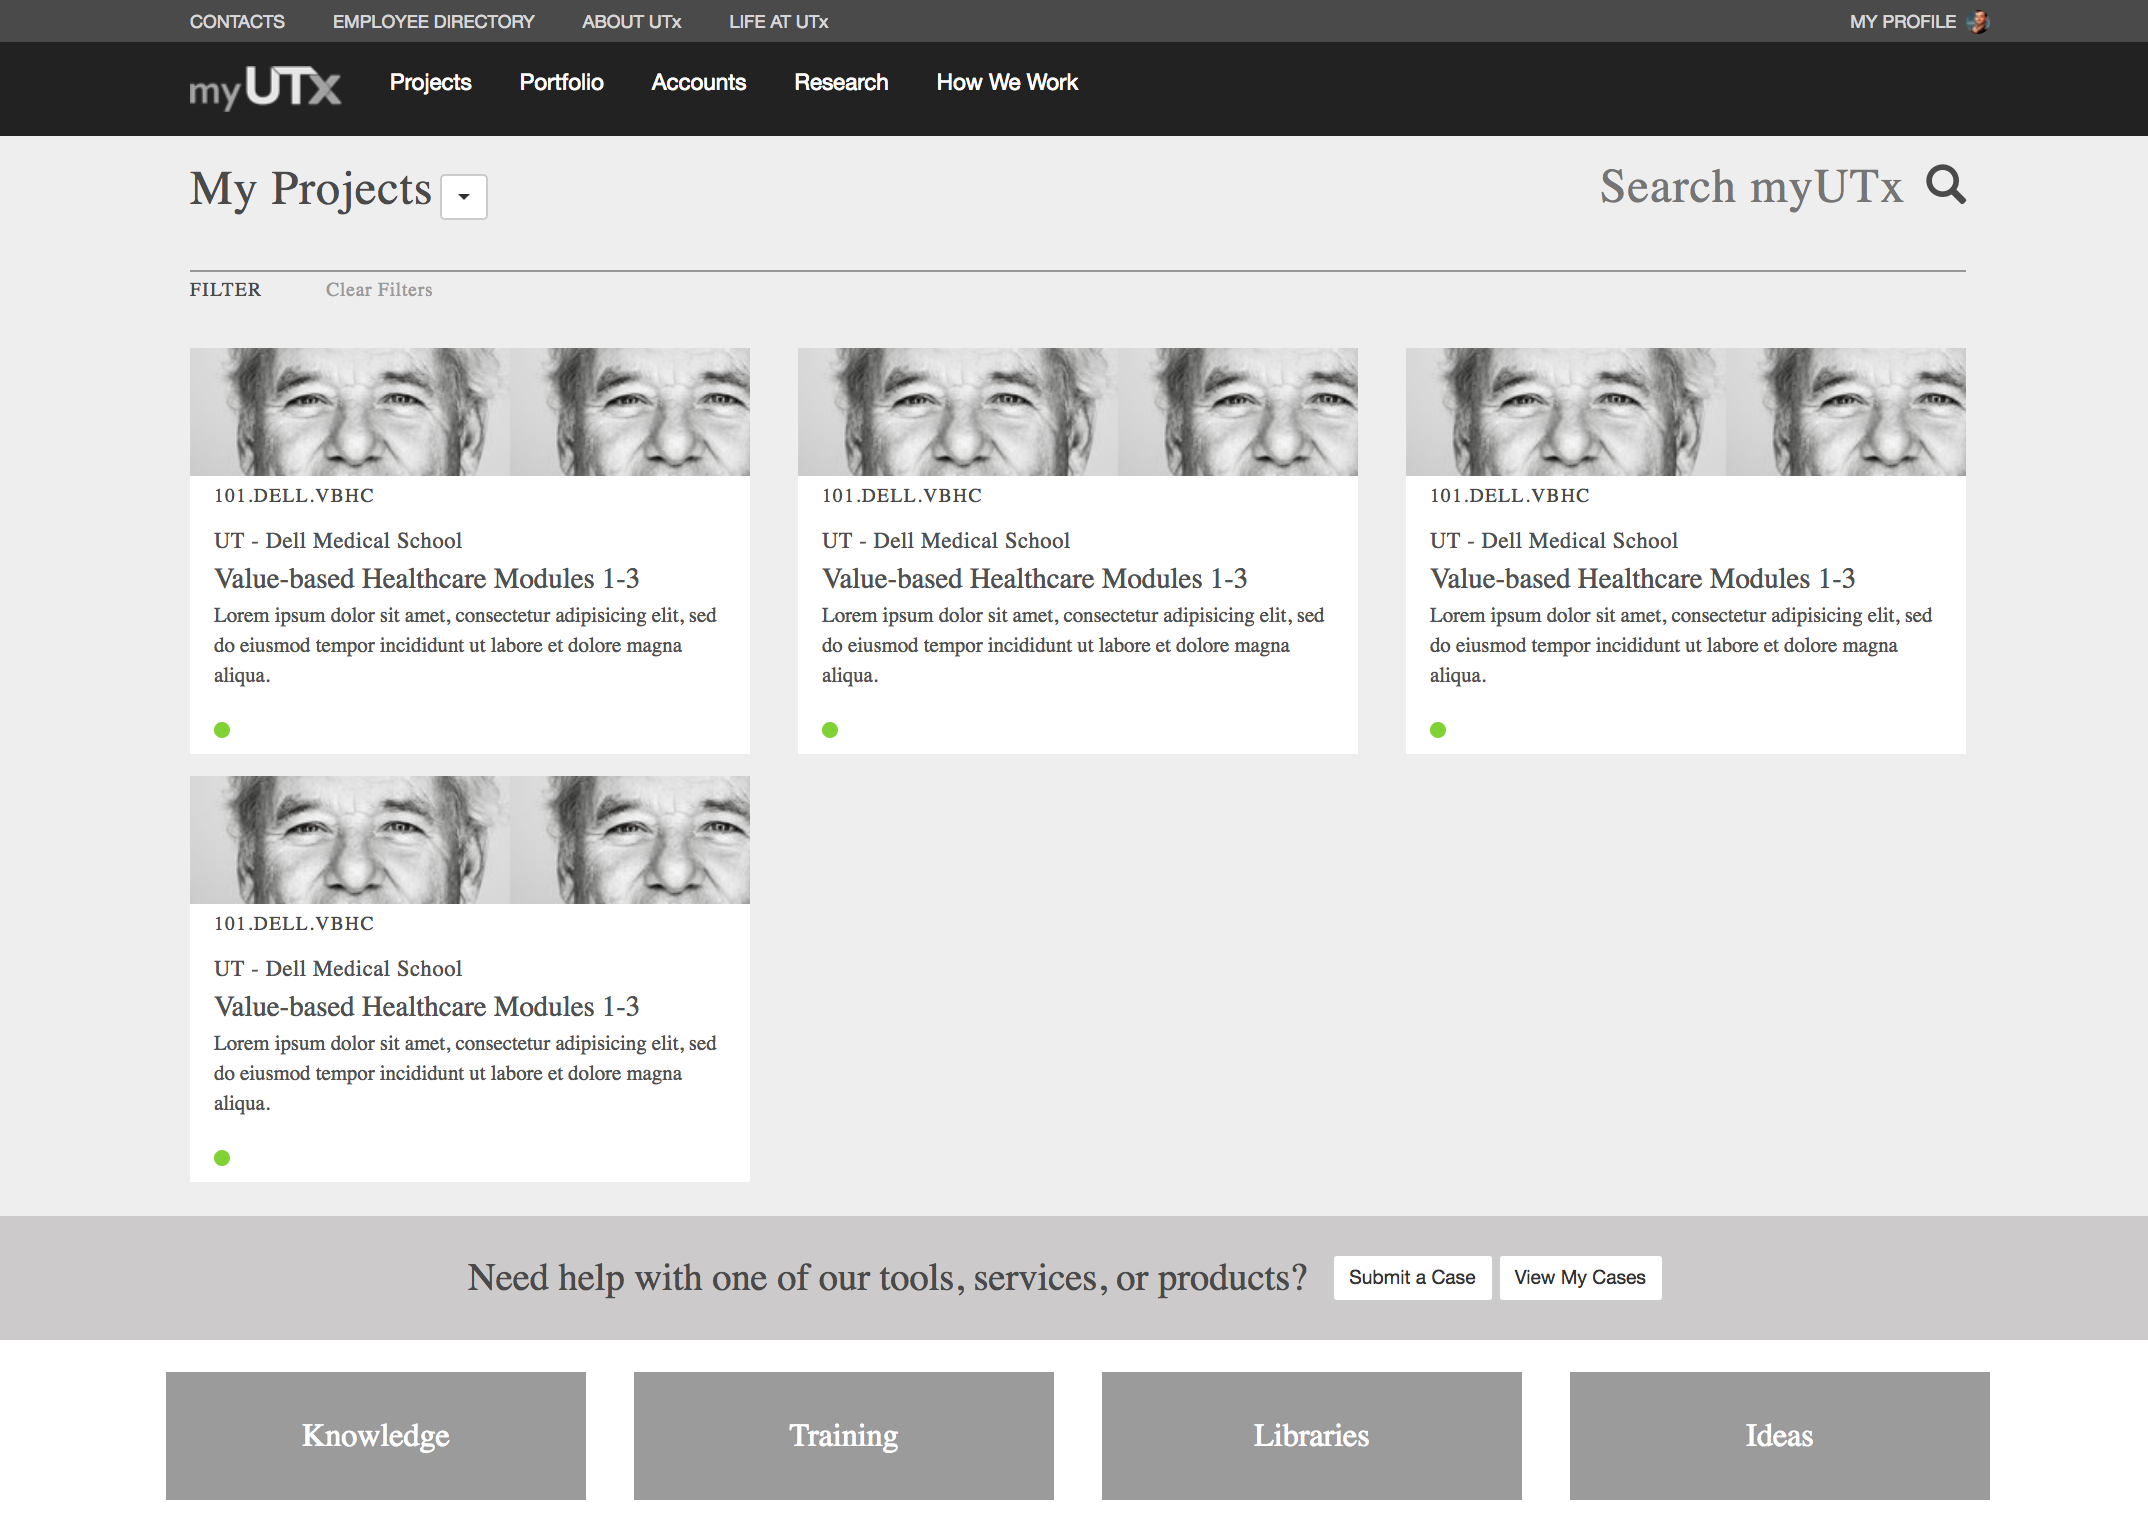 CONTACTS EMPLOYEE DIRECTORY ABOUT UTx LIFE AT UTx MY PROFILE
myUTx Projects Portfolio Accounts Research How We Work
My Projects Search myUTx
FILTER Clear Filters
101.DELL.VBHC
UT - Dell Medical School
Value-based Healthcare Modules 1-3
Lorem ipsum dolor sit amet, consectetur adipisicing elit, sed
do eiusmod tempor incididunt ut labore et dolore magna
aliqua.
101.DELL.VBHC
UT - Dell Medical School
Value-based Healthcare Modules 1-3
Lorem ipsum dolor sit amet, consectetur adipisicing elit, sed
do eiusmod tempor incididunt ut labore et dolore magna
aliqua.
101.DELL.VBHC
UT - Dell Medical School
Value-based Healthcare Modules 1-3
Lorem ipsum dolor sit amet, consectetur adipisicing elit, sed
do eiusmod tempor incididunt ut labore et dolore magna
aliqua.
101.DELL.VBHC
UT - Dell Medical School
Value-based Healthcare Modules 1-3
Lorem ipsum dolor sit amet, consectetur adipisicing elit, sed
do eiusmod tempor incididunt ut labore et dolore magna
aliqua.
Need help with one of our tools, services, or products? Submit a Case View My Cases
Knowledge Training Libraries Ideas